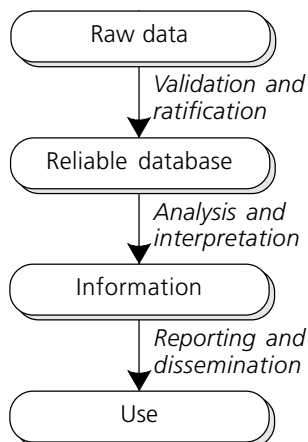 Raw data
Validation and
ratification
Reliable database
Analysis and
interpretation
Information
Reporting and
dissemination
Use